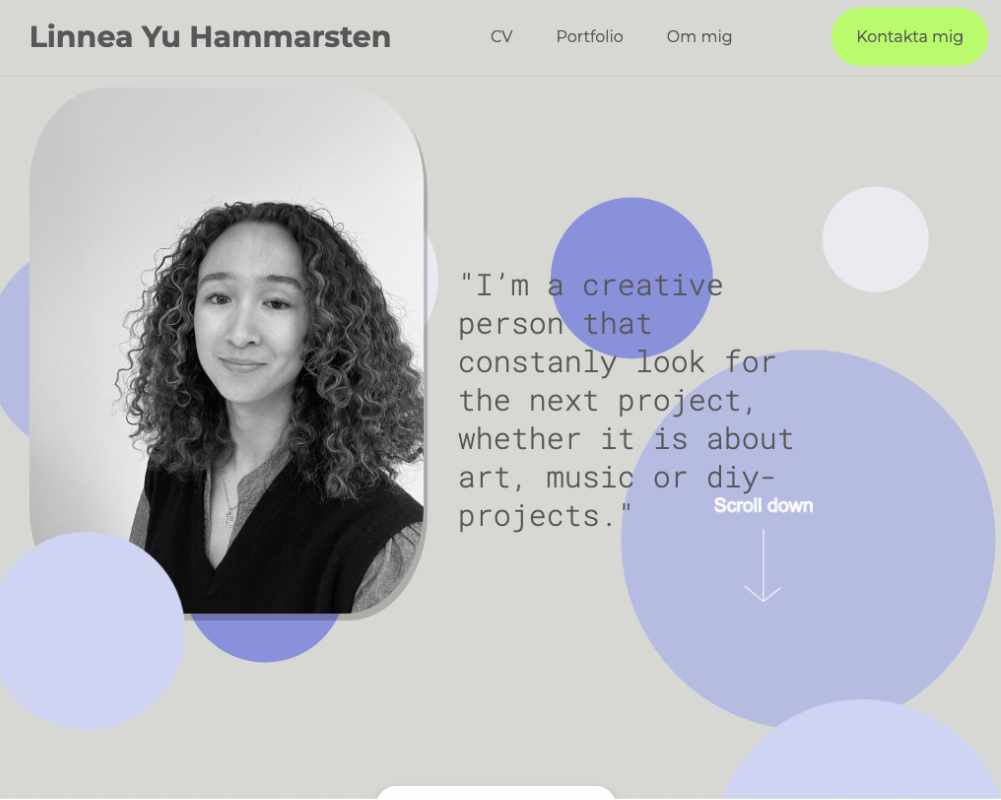 Linnea Yu Hammarsten
CV
Portfolio
Om mig
Kontakta mig
"I’m a creative
person that
constanly look for
the next project,
whether it is about
art, music or diy-
projects."
Scroll down